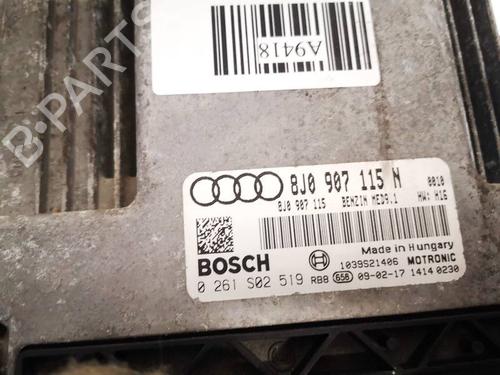 A9418
B-PARTS
8J0 907 115 N 0010
8J0 907 115 BENZIN MED9.1 HW: H16
Made in Hungary
BOSCH 1039S21406 MOTRONIC
0 261 S02 519 RB8 656 09-02-17 1414 0230